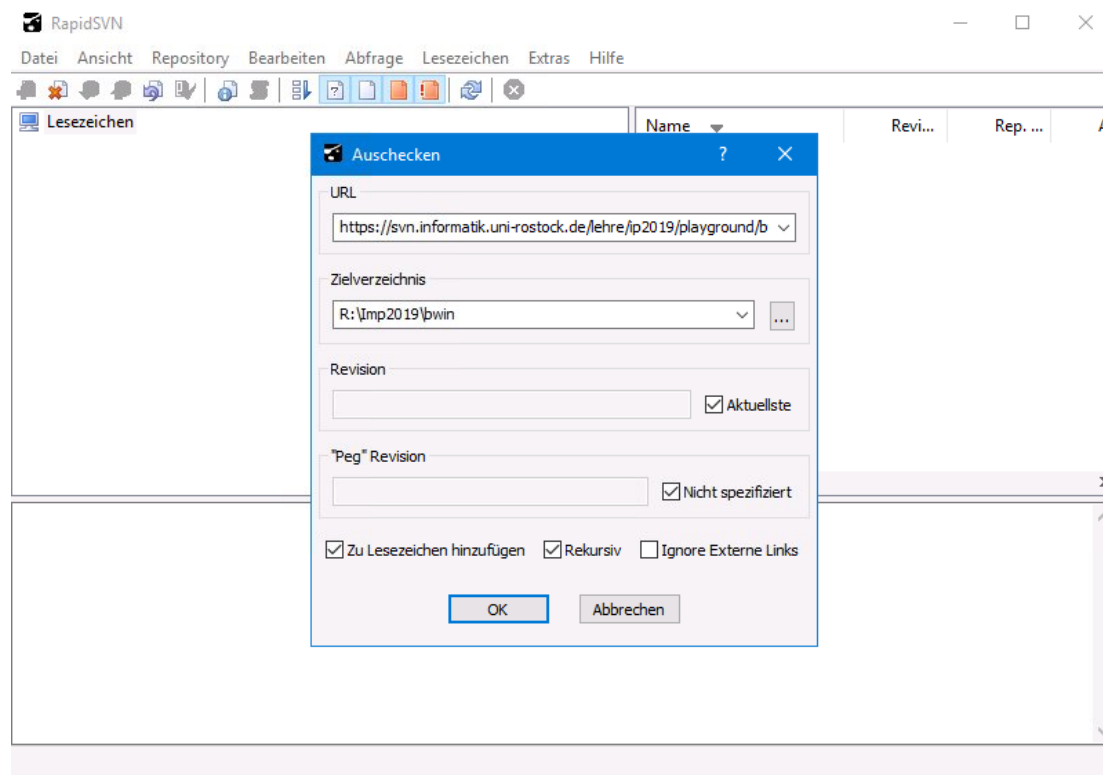 RapidSVN
Datei Ansicht Repository Bearbeiten Abfrage Lesezeichen Extras Hilfe
Lesezeichen
Name Revi... Rep. ... A
Auschecken ?
URL
https://svn.informatik.uni-rostock.de/lehre/ip2019/playground/b
Zielverzeichnis
R:\Imp2019\bwin
...
Revision
Aktuellste
"Peg" Revision
Nicht spezifiziert
Zu Lesezeichen hinzufügen Rekursiv Ignore Externe Links
OK Abbrechen